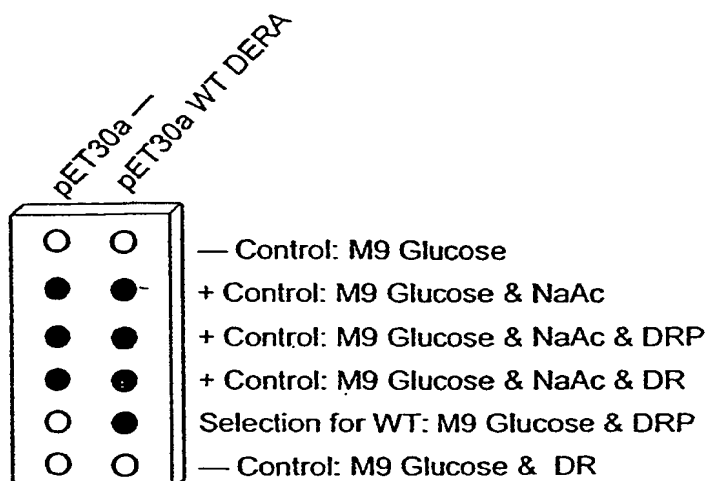 pET30a —
pET30a WT DERA
— Control: M9 Glucose
+ Control: M9 Glucose & NaAc
+ Control: M9 Glucose & NaAc & DRP
+ Control: M9 Glucose & NaAc & DR
Selection for WT: M9 Glucose & DRP
— Control: M9 Glucose & DR